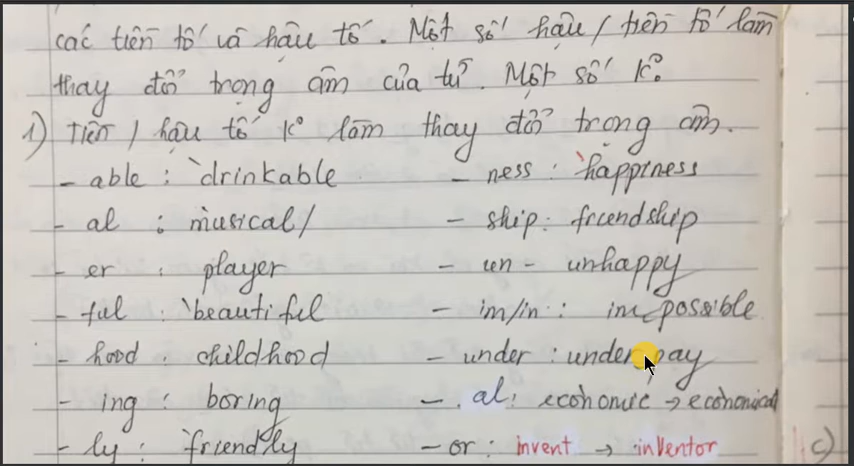 các tiền tố và hậu tố. Một số hậu / tiền tố làm
thay đổi trọng âm của từ. Một số k°
1) Tiền / hậu tố k° làm thay đổi trọng âm.
- able : 'drinkable - ness : 'happiness
- al : musical/ - ship: friendship
- er : player - un - unhappy
- ful : 'beautiful - im/in : impossible
- hood : childhood - under : underpay
- ing : boring - al: economic → economical
- ly : 'friendly - or : invent → inventor c)